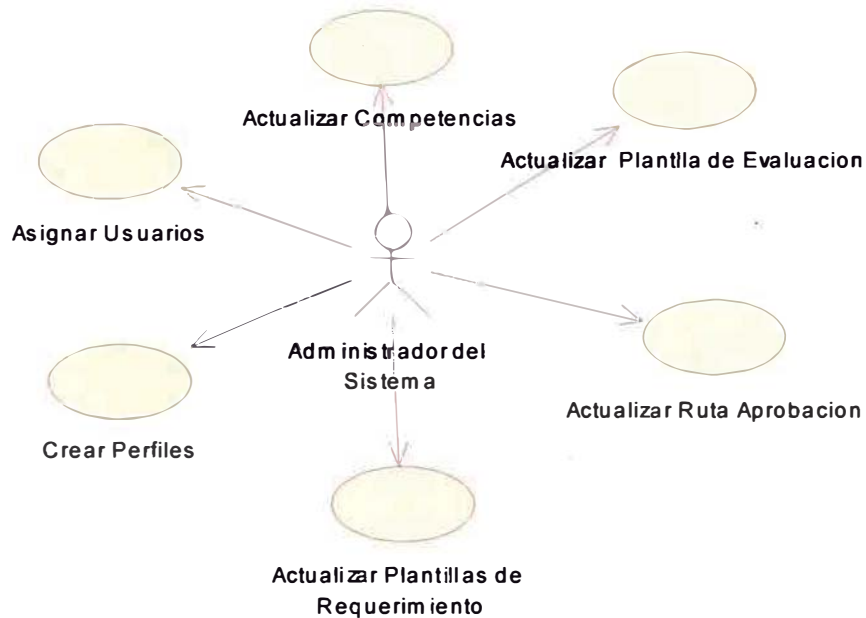 Actualizar Competencias
Actualizar Plantlla de Evaluacion
Asignar Usuarios
Administrador del
Sistema
Actualizar Ruta Aprobacion
Crear Perfiles
Actualizar Plantillas de
Requerimiento